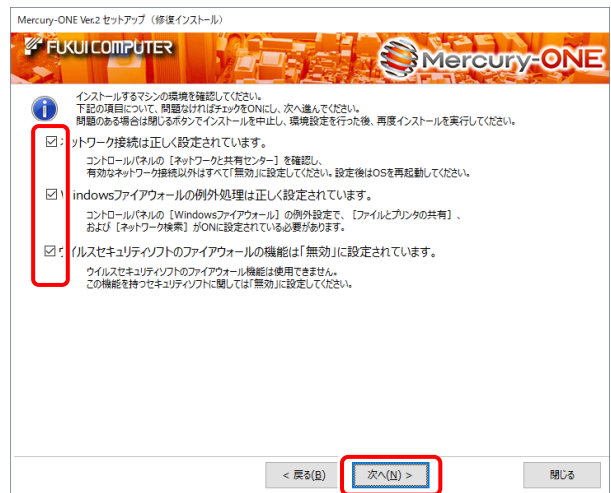 Mercury-ONE Ver.2 セットアップ（修復インストール）
FUKUI COMPUTER
Mercury-ONE
インストールするマシンの環境を確認してください。
下記の項目について、問題なければチェックをONにし、次へ進んでください。
問題のある場合は閉じるボタンでインストールを中止し、環境設定を行った後、再度インストールを実行してください。
ットワーク接続は正しく設定されています。
コントロールパネルの［ネットワークと共有センター］を確認し、
有効なネットワーク接続以外はすべて「無効」に設定してください。設定後はOSを再起動してください。
Windowsファイアウォールの例外処理は正しく設定されています。
コントロールパネルの［Windowsファイアウォール］の例外設定で、［ファイルとプリンタの共有］、
および［ネットワーク検索］がONに設定されている必要があります。
ウイルスセキュリティソフトのファイアウォールの機能は「無効」に設定されています。
ウイルスセキュリティソフトのファイアウォール機能は使用できません。
この機能を持つセキュリティソフトに関しては「無効」に設定してください。
< 戻る(B) 次へ(N) > 閉じる